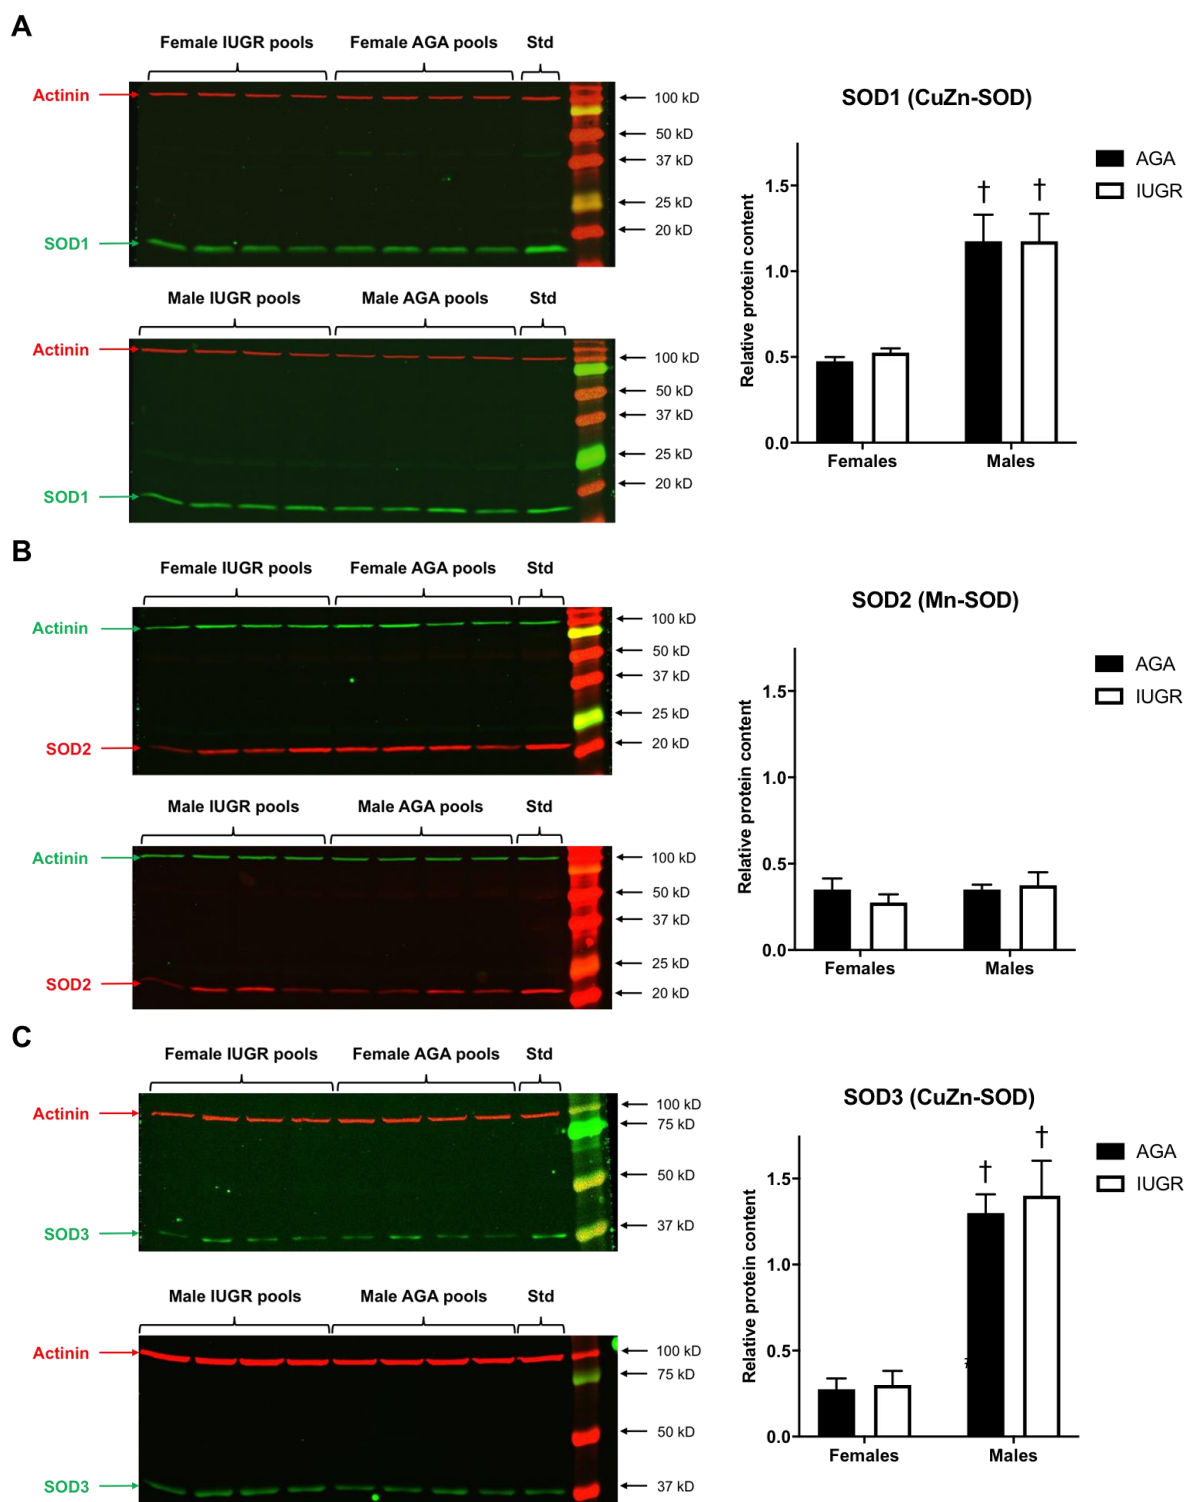 A
Female IUGR pools Female AGA pools Std
Actinin
100 kD
50 kD
37 kD
25 kD
20 kD
SOD1
Male IUGR pools Male AGA pools Std
Actinin
100 kD
50 kD
37 kD
25 kD
20 kD
SOD1
SOD1 (CuZn-SOD)
AGA
IUGR
Relative protein content
1.5
1.0
0.5
0.0
† †
Females Males
B
Female IUGR pools Female AGA pools Std
Actinin
100 kD
50 kD
37 kD
25 kD
20 kD
SOD2
Male IUGR pools Male AGA pools Std
Actinin
100 kD
50 kD
37 kD
25 kD
20 kD
SOD2
SOD2 (Mn-SOD)
AGA
IUGR
Relative protein content
1.5
1.0
0.5
0.0
Females Males
C
Female IUGR pools Female AGA pools Std
Actinin
100 kD
75 kD
50 kD
37 kD
SOD3
Male IUGR pools Male AGA pools Std
Actinin
100 kD
75 kD
50 kD
37 kD
SOD3
SOD3 (CuZn-SOD)
AGA
IUGR
Relative protein content
1.5
1.0
0.5
0.0
† †
Females Males